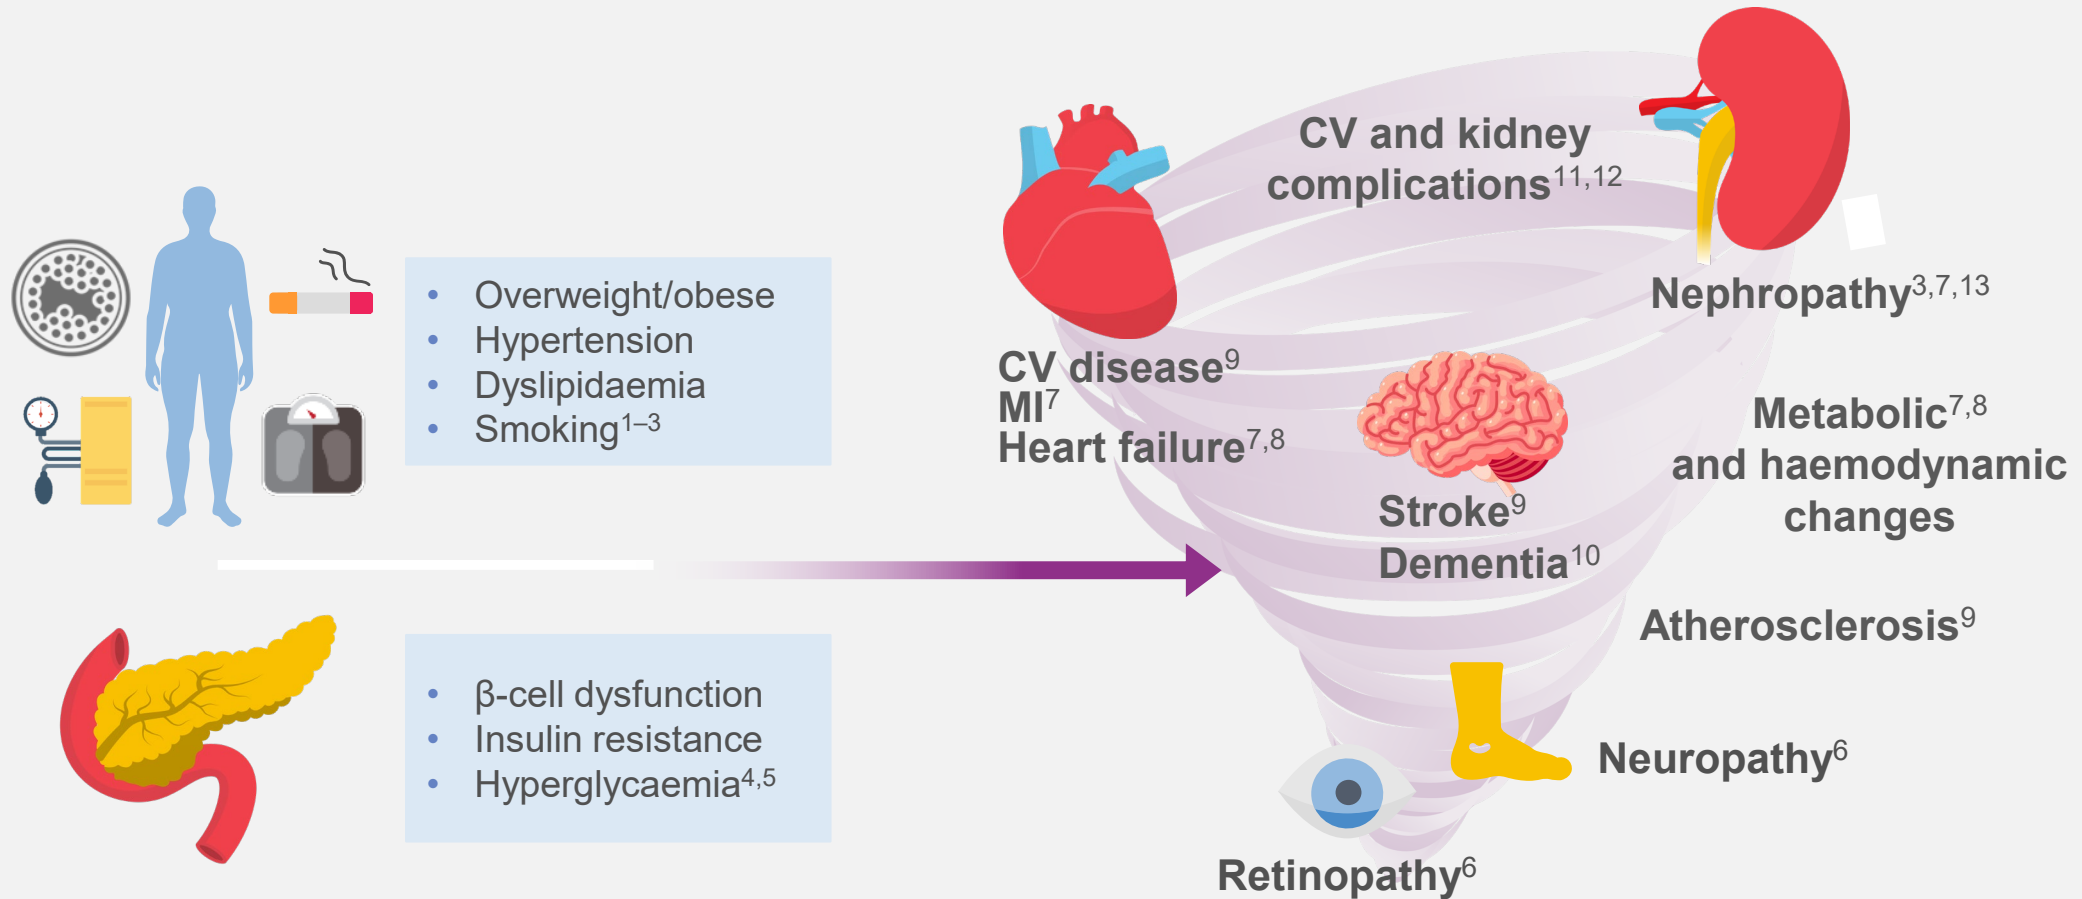 • Overweight/obese
• Hypertension
• Dyslipidaemia
• Smoking¹⁻³
• β-cell dysfunction
• Insulin resistance
• Hyperglycaemia⁴,⁵
CV and kidney
complications¹¹,¹²
Nephropathy³,⁷,¹³
CV disease⁹
MI⁷
Heart failure⁷,⁸
Metabolic⁷,⁸
and haemodynamic
changes
Stroke⁹
Dementia¹⁰
Atherosclerosis⁹
Neuropathy⁶
Retinopathy⁶